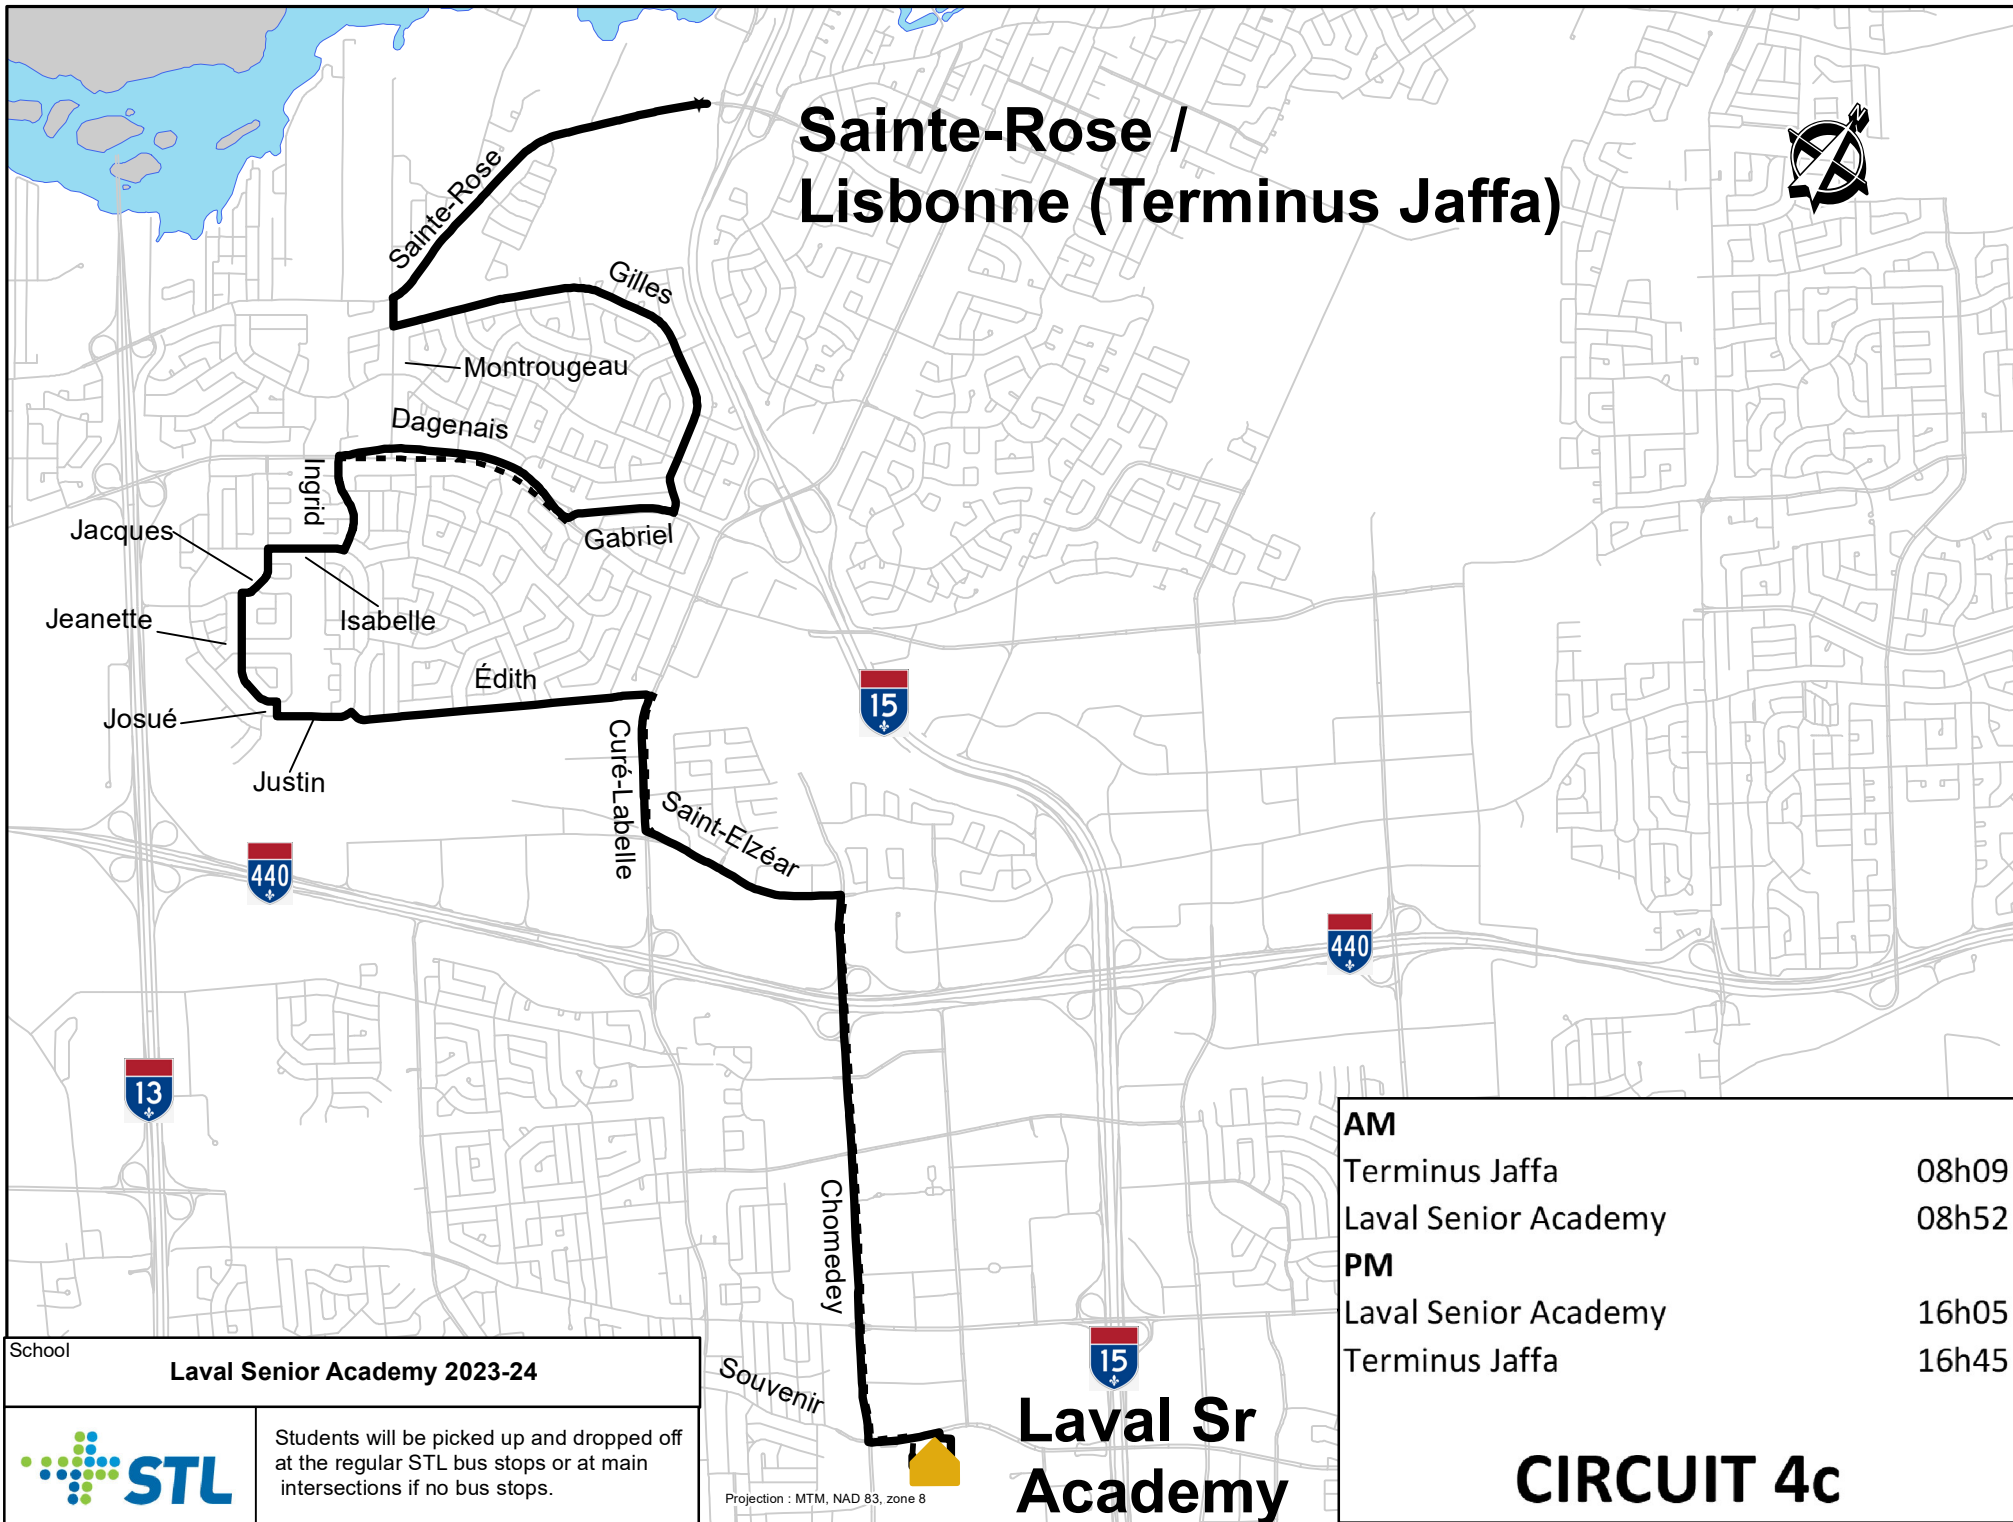 Sainte-Rose /
Lisbonne (Terminus Jaffa)
N
Sainte-Rose
Gilles
Montrougeau
Dagenais
Ingrid
Jacques
Gabriel
Jeanette
Isabelle
Édith
Josué
Justin
Curé-Labelle
15
Saint-Elzéar
440
440
13
Chomedey
15
Souvenir
Laval Sr
Academy
AM
Terminus Jaffa 08h09
Laval Senior Academy 08h52
PM
Laval Senior Academy 16h05
Terminus Jaffa 16h45
CIRCUIT 4c
School
Laval Senior Academy 2023-24
STL
Students will be picked up and dropped off
at the regular STL bus stops or at main
intersections if no bus stops.
Projection : MTM, NAD 83, zone 8